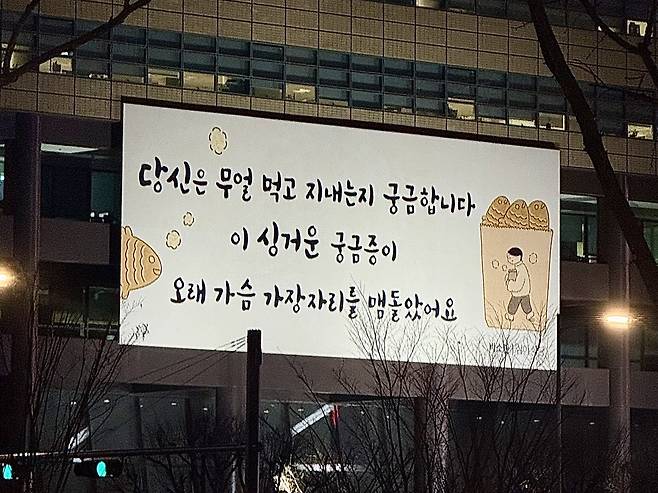 당신은 무얼 먹고 지내는지 궁금합니다
이 싱거운 궁금증이
오래 가슴 가장자리를 맴돌았어요